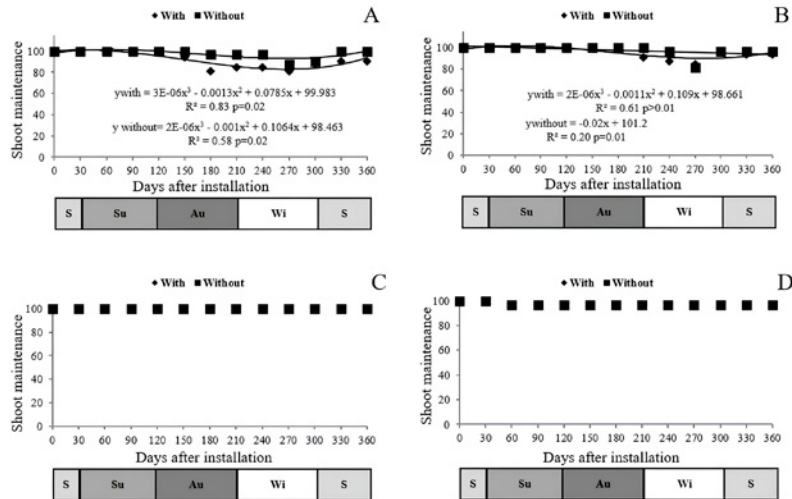 With Without A
Shoot maintenance
100
80
60
40
20
0
ywith = 3E-06x³ - 0.0013x² + 0.0785x + 99.983
R² = 0.83 p=0.02
y without= 2E-06x³ - 0.001x² + 0.1064x + 98.463
R² = 0.58 p=0.02
0 30 60 90 120 150 180 210 240 270 300 330 360
Days after installation
S Su Au Wi S
With Without B
Shoot maintenance
100
80
60
40
20
0
ywith = 2E-06x³ - 0.0011x² + 0.109x + 98.661
R² = 0.61 p>0.01
ywithout = -0.02x + 101.2
R² = 0.20 p=0.01
0 30 60 90 120 150 180 210 240 270 300 330 360
Days after installation
S Su Au Wi S
With Without C
Shoot maintenance
100
80
60
40
20
0
0 30 60 90 120 150 180 210 240 270 300 330 360
Days after installation
S Su Au Wi S
With Without D
Shoot maintenance
100
80
60
40
20
0
0 30 60 90 120 150 180 210 240 270 300 330 360
Days after installation
S Su Au Wi S